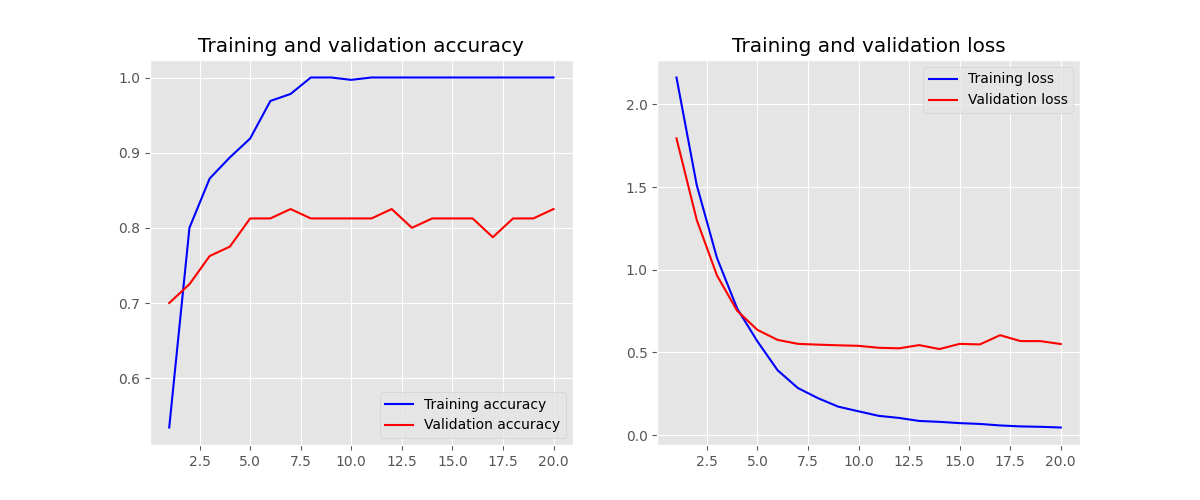 Training and validation accuracy
1.0
0.9
0.8
0.7
0.6
Training accuracy
Validation accuracy
2.5 5.0 7.5 10.0 12.5 15.0 17.5 20.0
Training and validation loss
Training loss
Validation loss
2.0
1.5
1.0
0.5
0.0
2.5 5.0 7.5 10.0 12.5 15.0 17.5 20.0